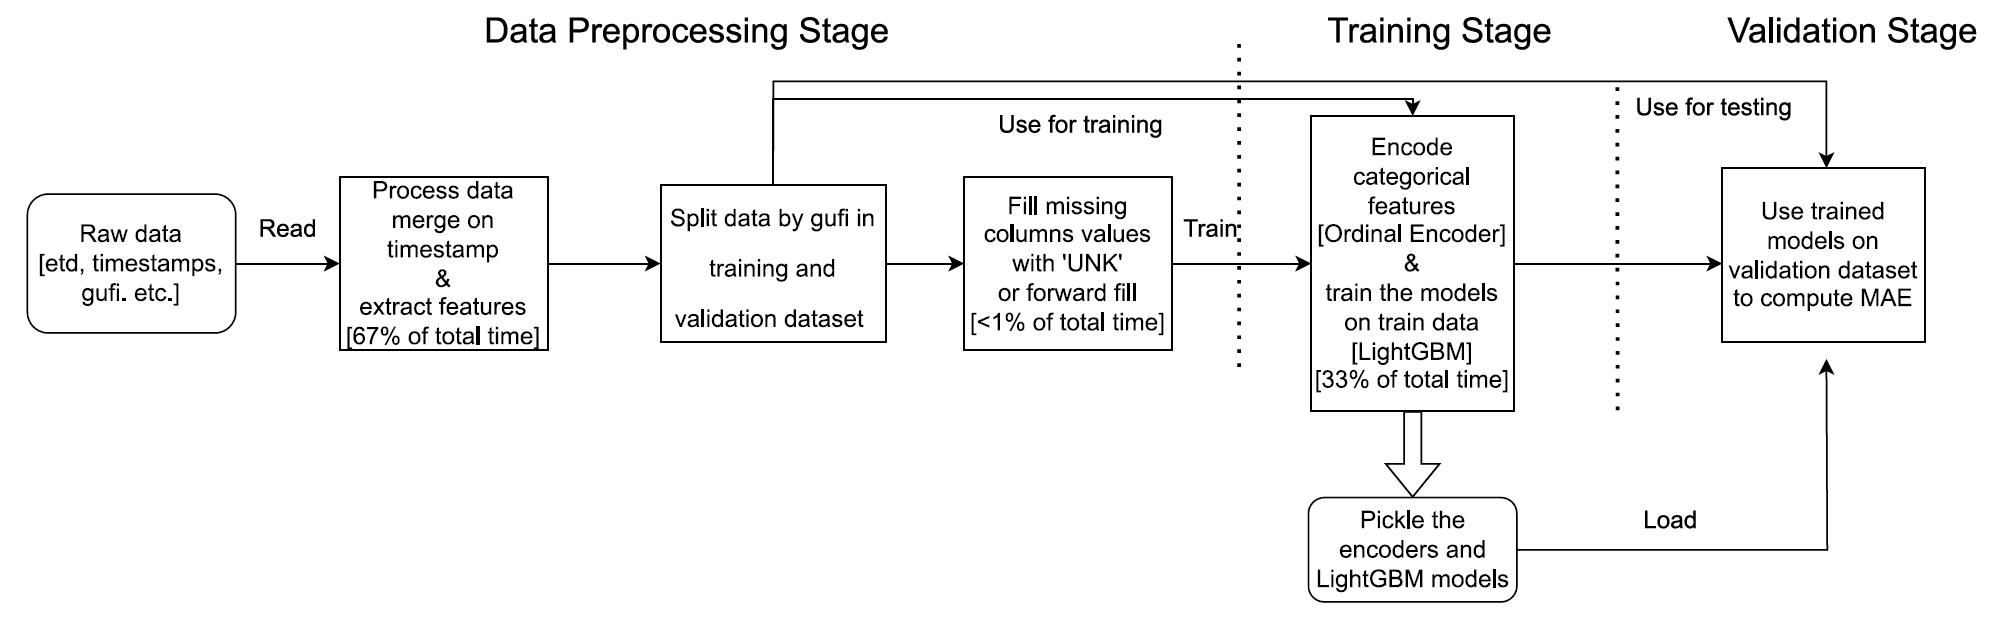 Data Preprocessing Stage
Training Stage
Validation Stage
Use for training
Use for testing
Raw data
[etd, timestamps,
gufi. etc.]
Read
Process data
merge on
timestamp
&
extract features
[67% of total time]
Split data by gufi in
training and
validation dataset
Fill missing
columns values
with 'UNK'
or forward fill
[<1% of total time]
Train
Encode
categorical
features
[Ordinal Encoder]
&
train the models
on train data
[LightGBM]
[33% of total time]
Use trained
models on
validation dataset
to compute MAE
Pickle the
encoders and
LightGBM models
Load